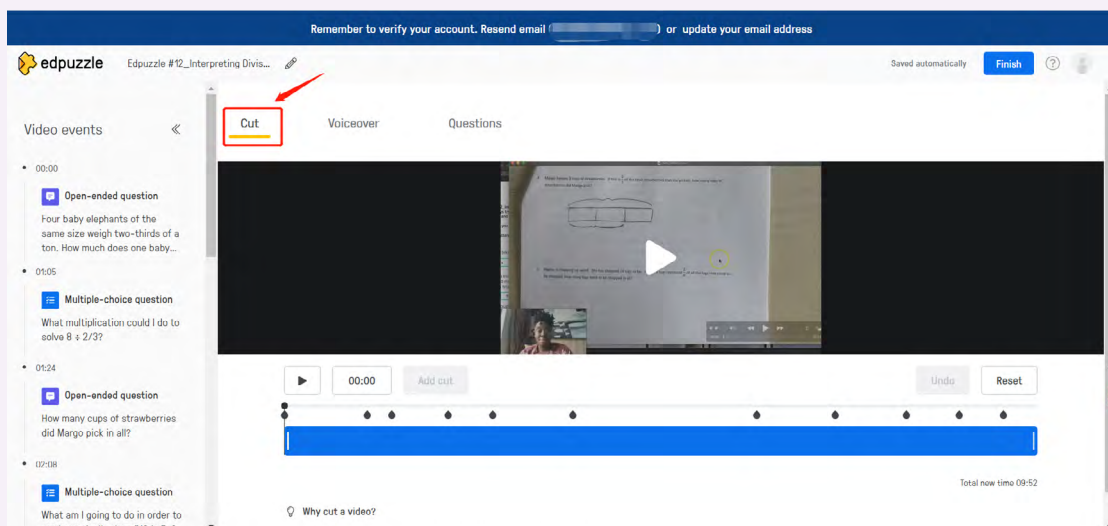 Remember to verify your account. Resend email ( ) or update your email address
edpuzzle
Edpuzzle #12_Interpreting Divis...
Saved automatically
Finish
?
Video events
Cut
Voiceover
Questions
00:00
Open-ended question
Four baby elephants of the
same size weigh two-thirds of a
ton. How much does one baby...
01:05
Multiple-choice question
What multiplication could I do to
solve 8 ÷ 2/3?
01:24
Open-ended question
How many cups of strawberries
did Margo pick in all?
02:08
Multiple-choice question
What am I going to do in order to
00:00
Add cut
Undo
Reset
Total new time 09:52
Why cut a video?